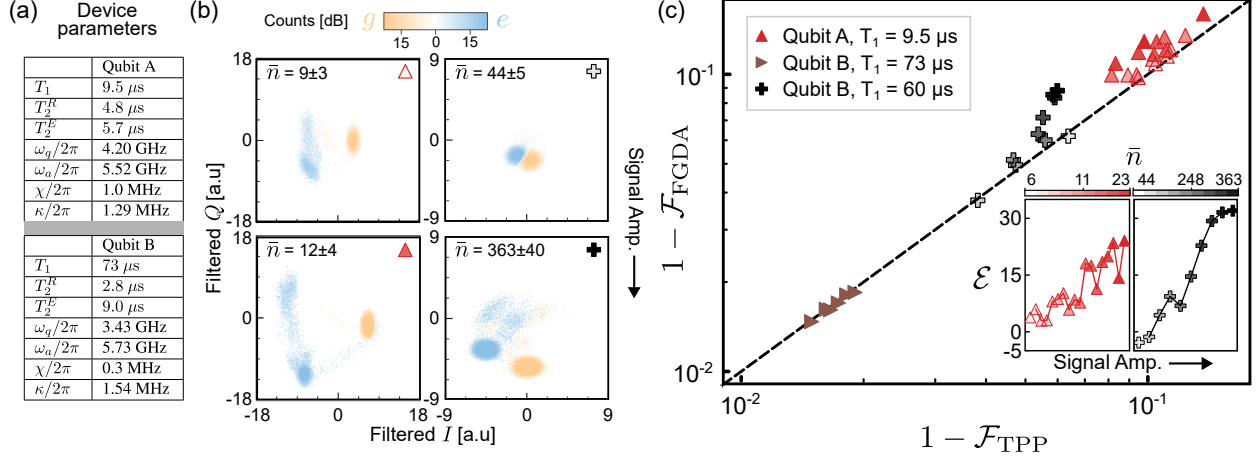 (a)
Device
parameters
Qubit A
T₁ 9.5 μs
T₂ᴿ 4.8 μs
T₂ᴱ 5.7 μs
ω_q/2π 4.20 GHz
ω_a/2π 5.52 GHz
χ/2π 1.0 MHz
κ/2π 1.29 MHz
Qubit B
T₁ 73 μs
T₂ᴿ 2.8 μs
T₂ᴱ 9.0 μs
ω_q/2π 3.43 GHz
ω_a/2π 5.73 GHz
χ/2π 0.3 MHz
κ/2π 1.54 MHz
(b)
Counts [dB] g e
15 0 15
n̄ = 9±3
n̄ = 44±5
18 0 -18
9 0 -9
n̄ = 12±4
n̄ = 363±40
18 0 -18
9 0 -9
-18 0 18
-9 0 9
Filtered Q [a.u]
Filtered I [a.u]
Signal Amp.
(c)
Qubit A, T₁ = 9.5 μs
Qubit B, T₁ = 73 μs
Qubit B, T₁ = 60 μs
10⁻¹
10⁻²
1 − ℱ_FGDA
n̄
6 11 23
44 248 363
30
15
0
-5
ℰ
Signal Amp.
10⁻² 10⁻¹
1 − ℱ_TPP